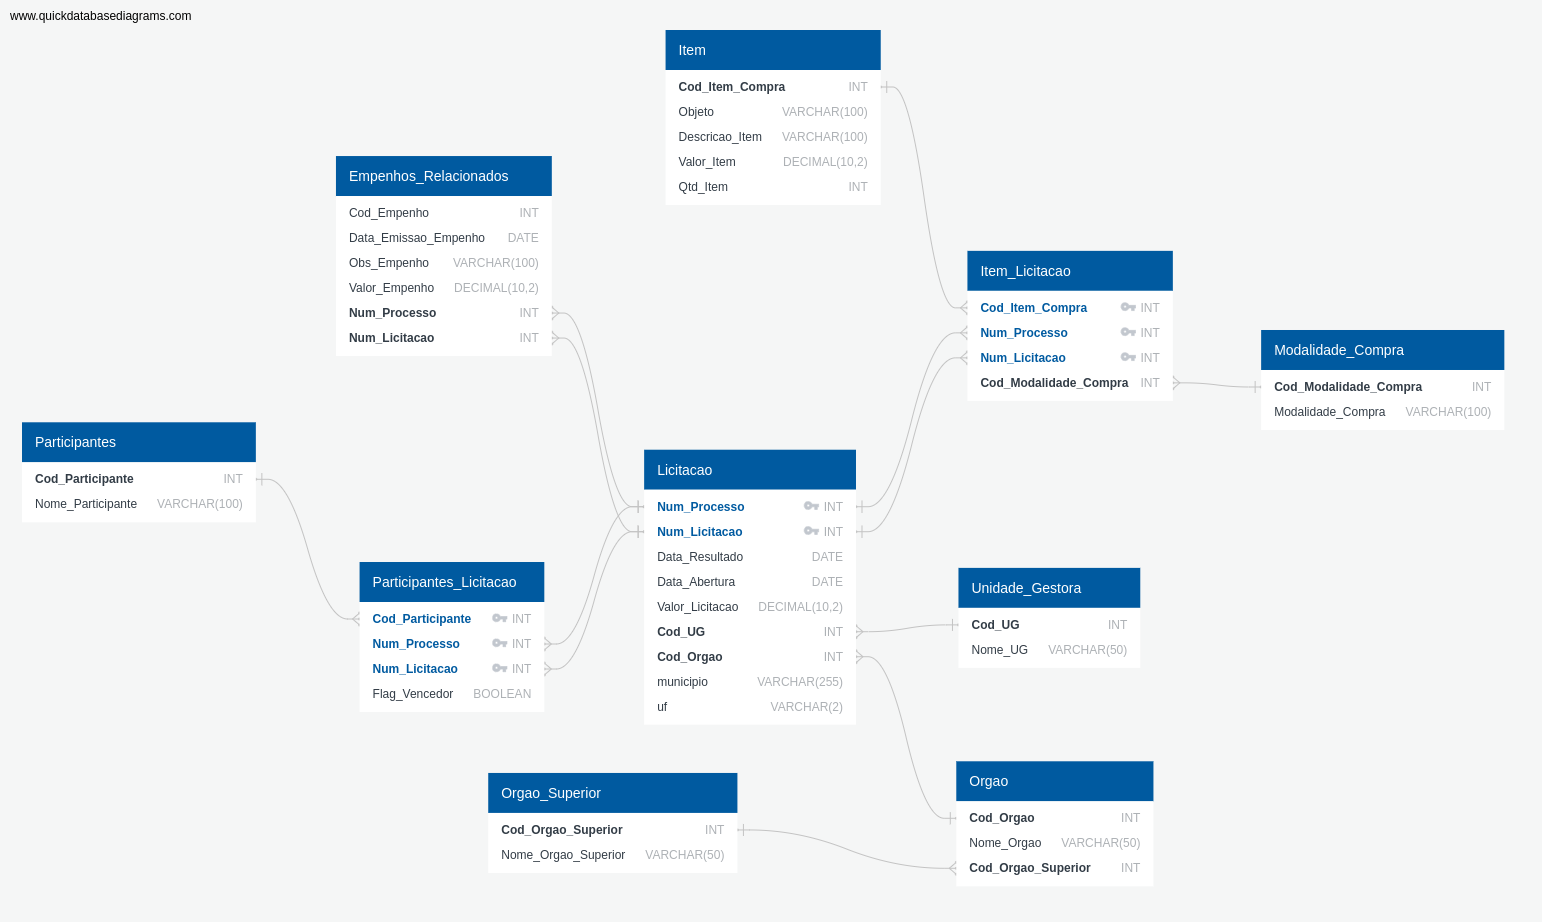 www.quickdatabasediagrams.com
Item
Cod_Item_Compra INT
Objeto VARCHAR(100)
Descricao_Item VARCHAR(100)
Valor_Item DECIMAL(10,2)
Qtd_Item INT
Empenhos_Relacionados
Cod_Empenho INT
Data_Emissao_Empenho DATE
Obs_Empenho VARCHAR(100)
Valor_Empenho DECIMAL(10,2)
Num_Processo INT
Num_Licitacao INT
Item_Licitacao
Cod_Item_Compra INT
Num_Processo INT
Num_Licitacao INT
Cod_Modalidade_Compra INT
Modalidade_Compra
Cod_Modalidade_Compra INT
Modalidade_Compra VARCHAR(100)
Participantes
Cod_Participante INT
Nome_Participante VARCHAR(100)
Licitacao
Num_Processo INT
Num_Licitacao INT
Data_Resultado DATE
Data_Abertura DATE
Valor_Licitacao DECIMAL(10,2)
Cod_UG INT
Cod_Orgao INT
municipio VARCHAR(255)
uf VARCHAR(2)
Participantes_Licitacao
Cod_Participante INT
Num_Processo INT
Num_Licitacao INT
Flag_Vencedor BOOLEAN
Unidade_Gestora
Cod_UG INT
Nome_UG VARCHAR(50)
Orgao_Superior
Cod_Orgao_Superior INT
Nome_Orgao_Superior VARCHAR(50)
Orgao
Cod_Orgao INT
Nome_Orgao VARCHAR(50)
Cod_Orgao_Superior INT